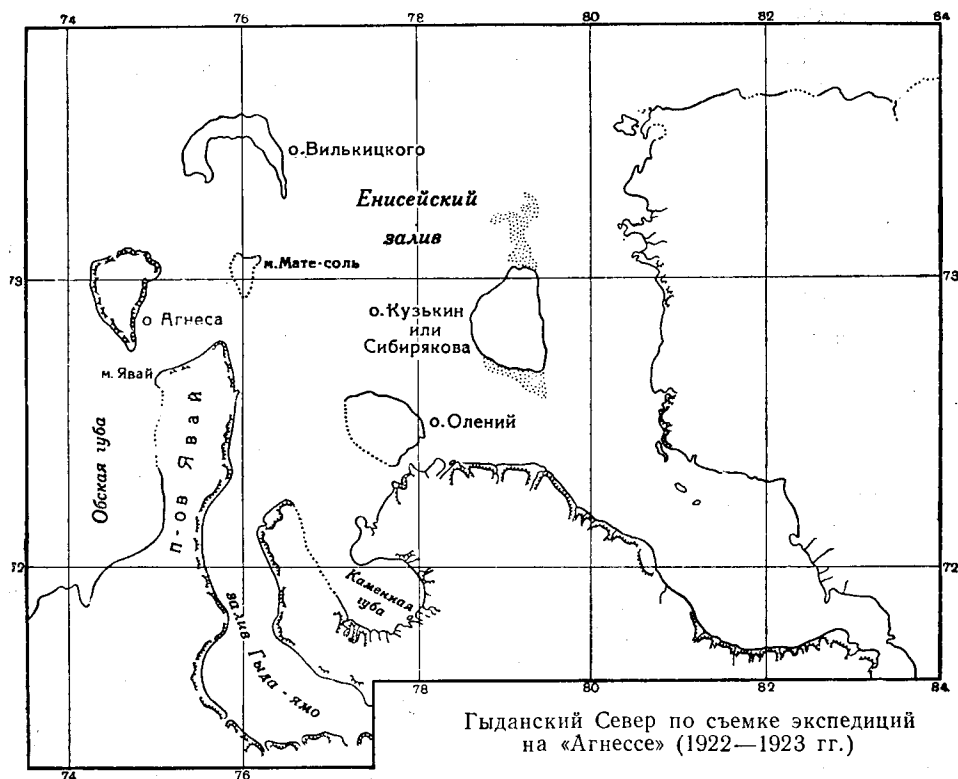 74 76 78 80 82 84
о. Вилькицкого
Енисейский
залив
м. Мате-соль
73 73
о Агнеса
о. Кузькин
или
Сибирякова
м. Явай
о. Олений
Обская губа
п-ов Явай
72 72
Каменная
губа
залив Гыда-ямо
78 80 82 84
Гыданский Север по съемке экспедиций
на «Агнессе» (1922—1923 гг.)
74 76